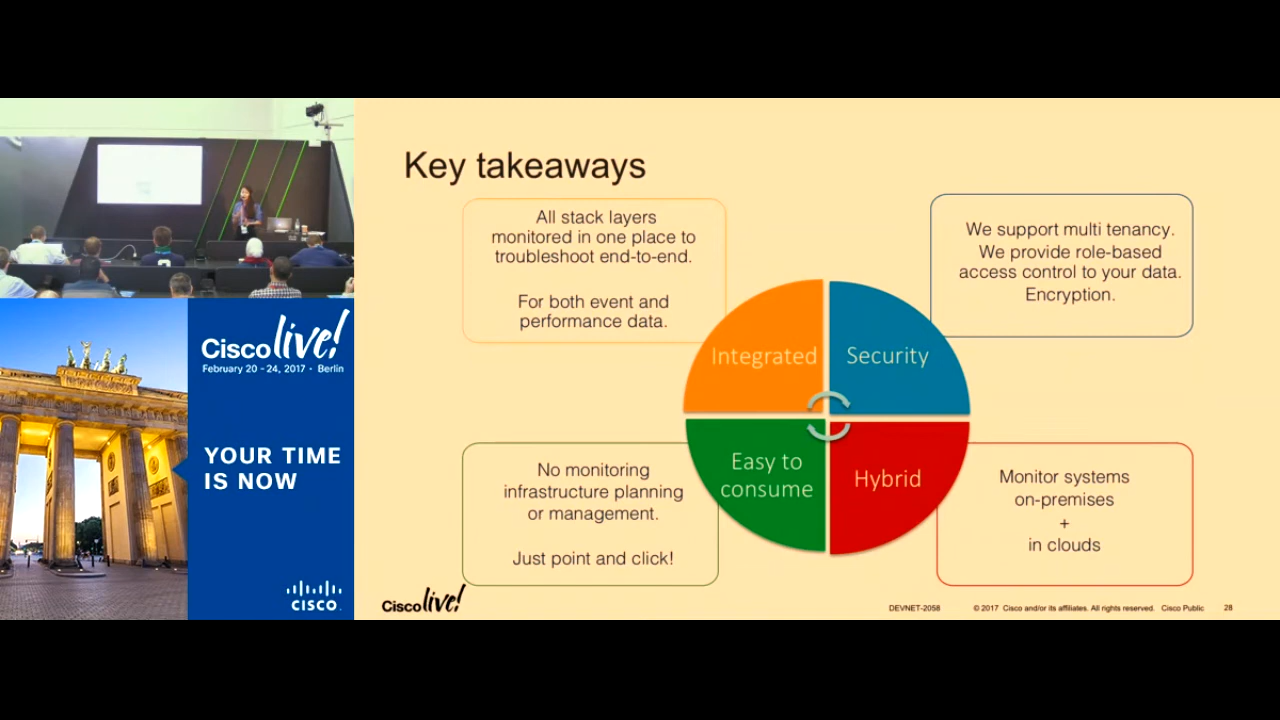 Cisco live!
February 20 - 24, 2017 • Berlin
YOUR TIME
IS NOW
CISCO.
Key takeaways
All stack layers
monitored in one place to
troubleshoot end-to-end.
For both event and
performance data.
We support multi tenancy.
We provide role-based
access control to your data.
Encryption.
Integrated
Security
Easy to
consume
Hybrid
No monitoring
infrastructure planning
or management.
Just point and click!
Monitor systems
on-premises
+
in clouds
Cisco live!
DEVNET-2058
© 2017 Cisco and/or its affiliates. All rights reserved. Cisco Public
28